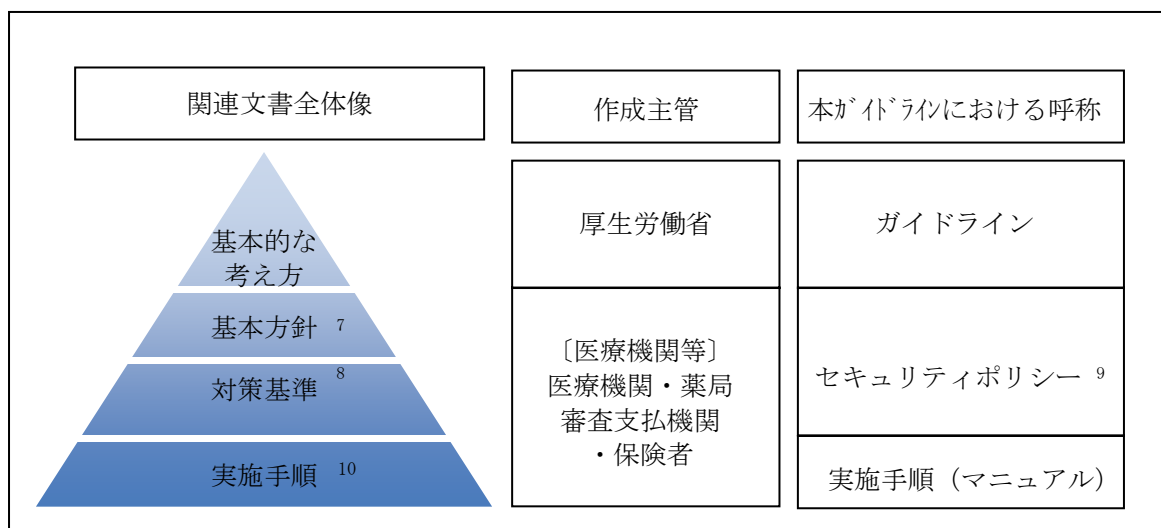 関連文書全体像
作成主管
本ｶﾞｲﾄﾞﾗｲﾝにおける呼称
基本的な
考え方
厚生労働省
ガイドライン
基本方針 7
対策基準 8
実施手順 10
〔医療機関等〕
医療機関・薬局
審査支払機関
・保険者
セキュリティポリシー 9
実施手順（マニュアル）